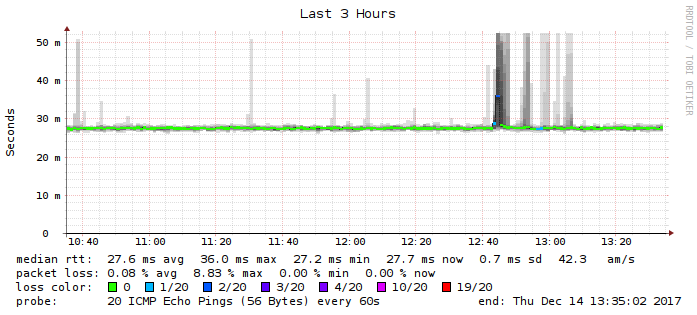 Last 3 Hours
RRDTOOL / TOBI OETIKER
Seconds
50 m
40 m
30 m
20 m
10 m
0
10:40 11:00 11:20 11:40 12:00 12:20 12:40 13:00 13:20
median rtt: 27.6 ms avg 36.0 ms max 27.2 ms min 27.7 ms now 0.7 ms sd 42.3 am/s
packet loss: 0.08 % avg 8.83 % max 0.00 % min 0.00 % now
loss color: 0 1/20 2/20 3/20 4/20 10/20 19/20
probe: 20 ICMP Echo Pings (56 Bytes) every 60s end: Thu Dec 14 13:35:02 2017